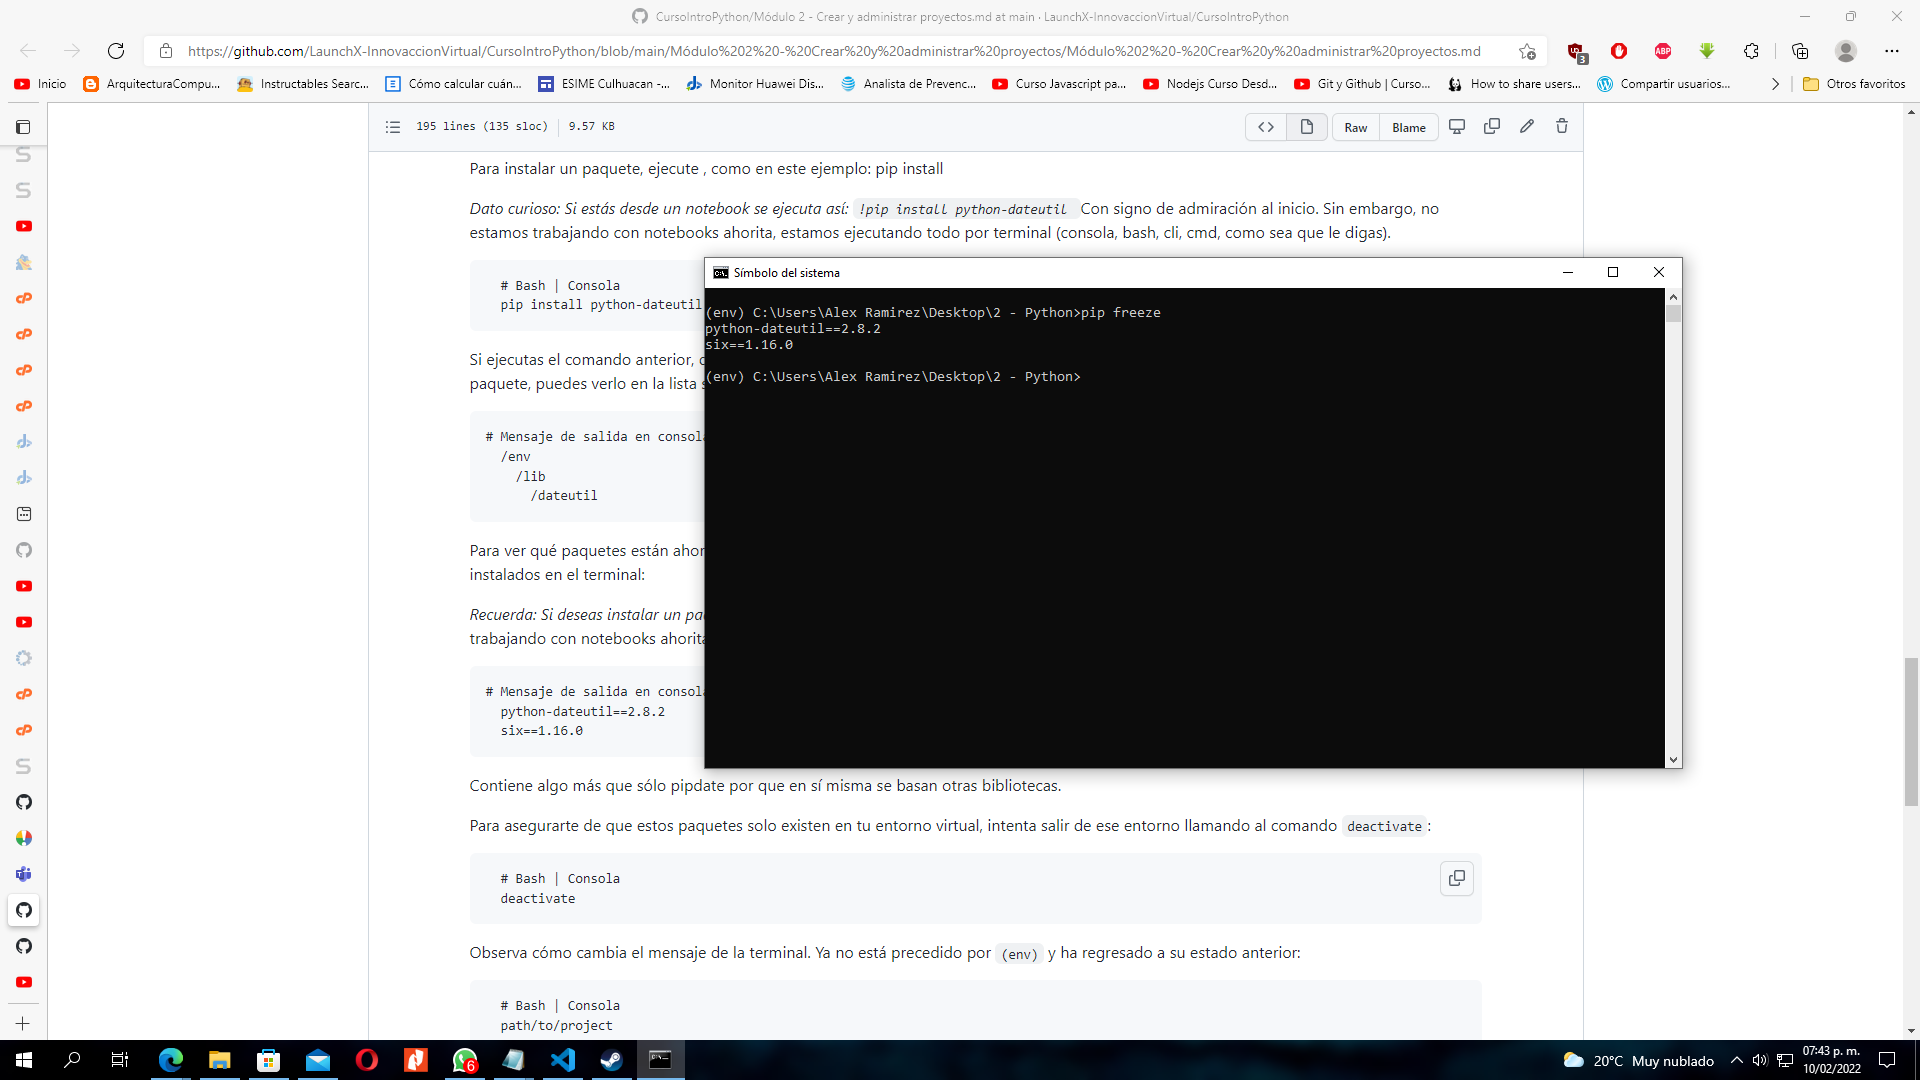 CursoIntroPython/Módulo 2 - Crear y administrar proyectos.md at main · LaunchX-InnovaccionVirtual/CursoIntroPython
https://github.com/LaunchX-InnovaccionVirtual/CursoIntroPython/blob/main/Módulo%202%20-%20Crear%20y%20administrar%20proyectos/Módulo%202%20-%20Crear%20y%20administrar%20proyectos.md
3
ABP
Inicio
ArquitecturaCompu...
Instructables Searc...
Cómo calcular cuán...
ESIME Culhuacan -...
Monitor Huawei Dis...
Analista de Prevenc...
Curso Javascript pa...
Nodejs Curso Desd...
Git y Github | Curso...
How to share users...
Compartir usuarios...
Otros favoritos
195 lines (135 sloc)
9.57 KB
Raw
Blame
Para instalar un paquete, ejecute , como en este ejemplo: pip install
Dato curioso: Si estás desde un notebook se ejecuta así: !pip install python-dateutil Con signo de admiración al inicio. Sin embargo, no
estamos trabajando con notebooks ahorita, estamos ejecutando todo por terminal (consola, bash, cli, cmd, como sea que le digas).
# Bash | Consola
pip install python-dateutil
Si ejecutas el comando anterior,
paquete, puedes verlo en la lista
# Mensaje de salida en consola
/env
/lib
/dateutil
Para ver qué paquetes están ahor
instalados en el terminal:
Recuerda: Si deseas instalar un pa
trabajando con notebooks ahorita
# Mensaje de salida en consola
python-dateutil==2.8.2
six==1.16.0
Contiene algo más que sólo pipdate por que en sí misma se basan otras bibliotecas.
Para asegurarte de que estos paquetes solo existen en tu entorno virtual, intenta salir de ese entorno llamando al comando deactivate :
# Bash | Consola
deactivate
Observa cómo cambia el mensaje de la terminal. Ya no está precedido por (env) y ha regresado a su estado anterior:
# Bash | Consola
path/to/project
Símbolo del sistema
(env) C:\Users\Alex Ramirez\Desktop\2 - Python>pip freeze
python-dateutil==2.8.2
six==1.16.0
(env) C:\Users\Alex Ramirez\Desktop\2 - Python>
6
20°C Muy nublado
07:43 p. m.
10/02/2022